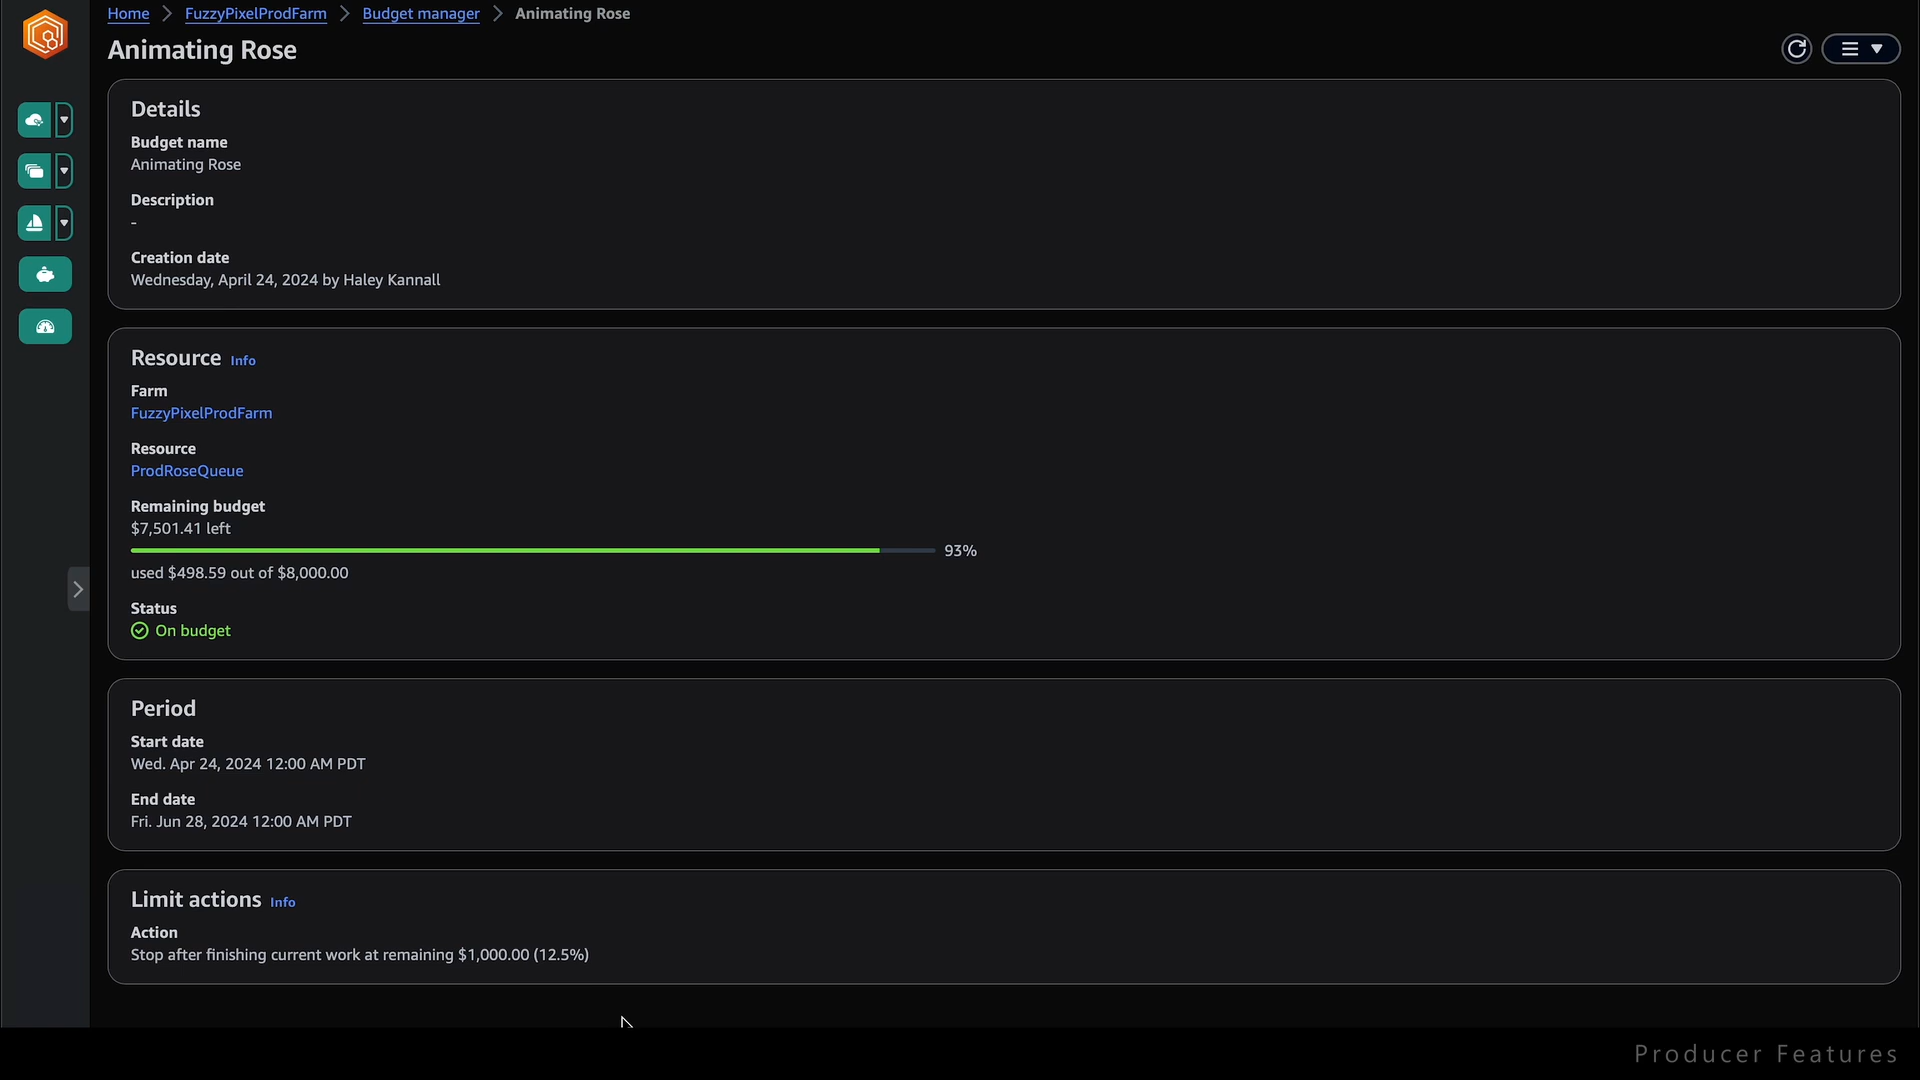 Home FuzzyPixelProdFarm Budget manager Animating Rose
Animating Rose
Details
Budget name
Animating Rose
Description
-
Creation date
Wednesday, April 24, 2024 by Haley Kannall
Resource Info
Farm
FuzzyPixelProdFarm
Resource
ProdRoseQueue
Remaining budget
$7,501.41 left
93%
used $498.59 out of $8,000.00
Status
On budget
Period
Start date
Wed. Apr 24, 2024 12:00 AM PDT
End date
Fri. Jun 28, 2024 12:00 AM PDT
Limit actions Info
Action
Stop after finishing current work at remaining $1,000.00 (12.5%)
Producer Features